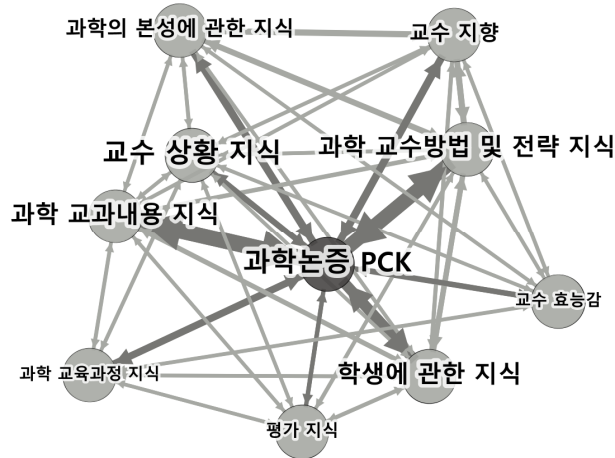 과학의 본성에 관한 지식
교수 지향
교수 상황 지식
과학 교수방법 및 전략 지식
과학 교과내용 지식
과학논증 PCK
교수 효능감
과학 교육과정 지식
학생에 관한 지식
평가 지식